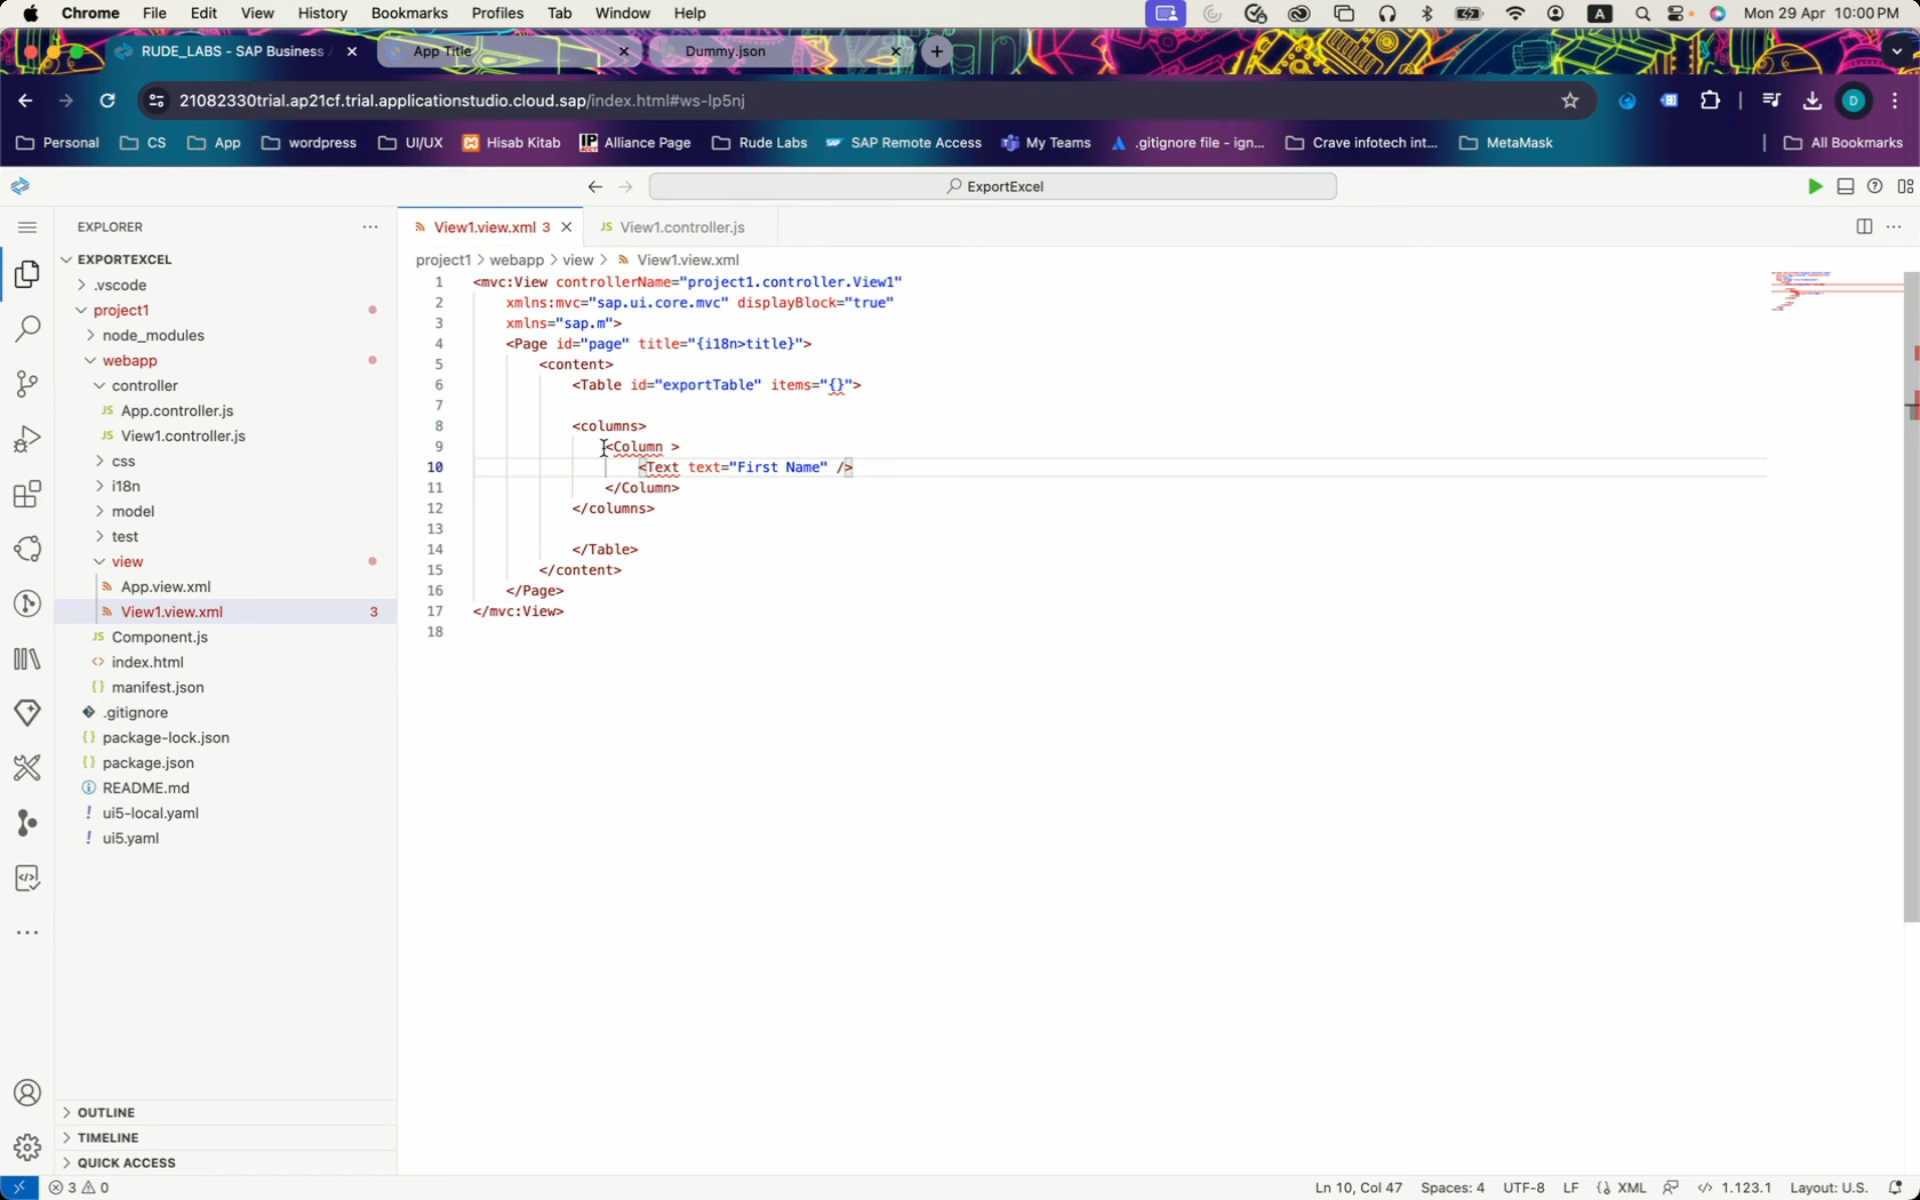 Chrome File Edit View History Bookmarks Profiles Tab Window Help A Mon 29 Apr 10:00 PM
RUDE_LABS - SAP Business App Title Dummy.json
21082330trial.ap21cf.trial.applicationstudio.cloud.sap/index.html#ws-lp5nj D
Personal CS App wordpress UI/UX Hisab Kitab Alliance Page Rude Labs SAP Remote Access My Teams .gitignore file - ign... Crave infotech int... MetaMask All Bookmarks
ExportExcel
EXPLORER
EXPORTEXCEL
.vscode
project1
node_modules
webapp
controller
JS App.controller.js
JS View1.controller.js
css
i18n
model
test
view
App.view.xml
View1.view.xml 3
JS Component.js
<> index.html
{} manifest.json
.gitignore
{} package-lock.json
{} package.json
README.md
! ui5-local.yaml
! ui5.yaml
OUTLINE
TIMELINE
QUICK ACCESS
View1.view.xml 3 JS View1.controller.js
project1 > webapp > view > View1.view.xml
1 <mvc:View controllerName="project1.controller.View1"
2 xmlns:mvc="sap.ui.core.mvc" displayBlock="true"
3 xmlns="sap.m">
4 <Page id="page" title="{i18n>title}">
5 <content>
6 <Table id="exportTable" items="{}">
7
8 <columns>
9 <Column >
10 <Text text="First Name" />
11 </Column>
12 </columns>
13
14 </Table>
15 </content>
16 </Page>
17 </mvc:View>
18
3 0 Ln 10, Col 47 Spaces: 4 UTF-8 LF {} XML </> 1.123.1 Layout: U.S.